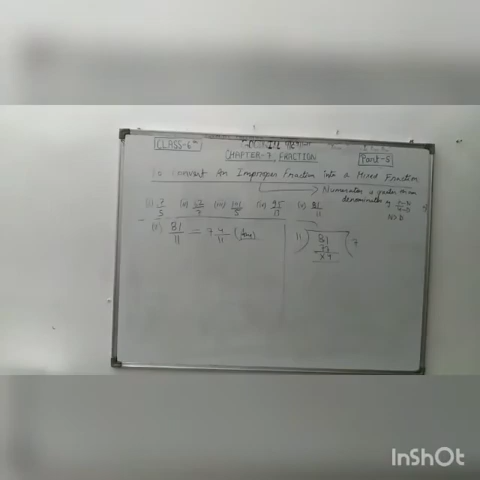 CLASS-6th
CHAPTER-7 FRACTION
Part-5
To Convert An Improper Fraction Into a Mixed Fraction
Numerator is greater than
denominator
N>D
(i) 7/3 (ii) 17/7 (iii) 101/5 (iv) 95/11 (v) 81/11
(v) 81/11 = 7 4/11 (Ans)
11) 81 (7
77
x4
InShOt